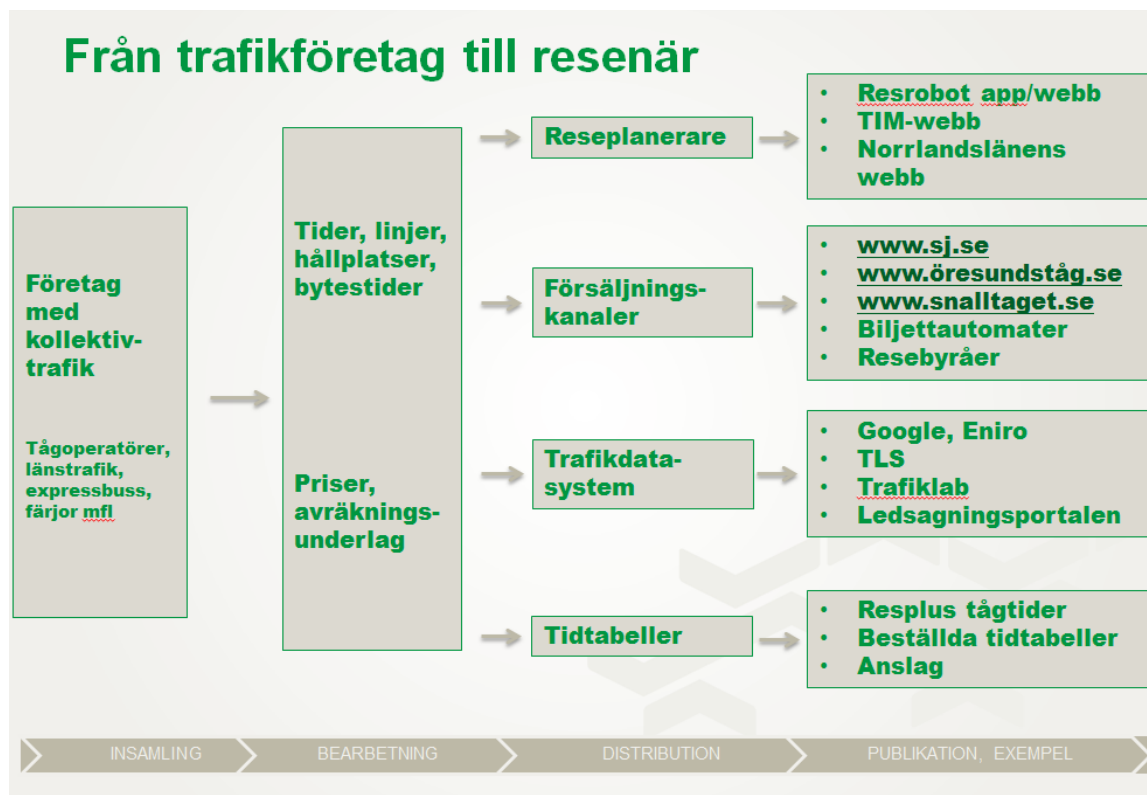 Från trafikföretag till resenär
Företag
med
kollektiv-
trafik
Tågoperatörer,
länstrafik,
expressbuss,
färjor mfl
Tider, linjer,
hållplatser,
bytestider
Priser,
avräknings-
underlag
Reseplanerare
• Resrobot app/webb
• TIM-webb
• Norrlandslänens
webb
Försäljnings-
kanaler
• www.sj.se
• www.öresundståg.se
• www.snalltaget.se
• Biljettautomater
• Resebyråer
Trafikdata-
system
• Google, Eniro
• TLS
• Trafiklab
• Ledsagningsportalen
Tidtabeller
• Resplus tågtider
• Beställda tidtabeller
• Anslag
INSAMLING
BEARBETNING
DISTRIBUTION
PUBLIKATION, EXEMPEL